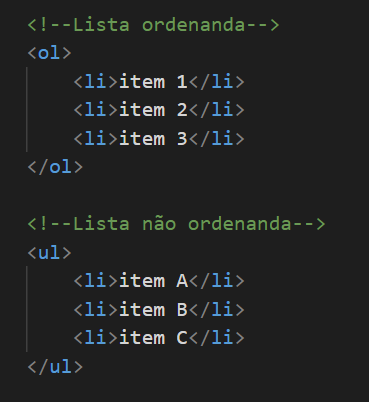 <!--Lista ordenanda-->
<ol>
<li>item 1</li>
<li>item 2</li>
<li>item 3</li>
</ol>
<!--Lista não ordenanda-->
<ul>
<li>item A</li>
<li>item B</li>
<li>item C</li>
</ul>